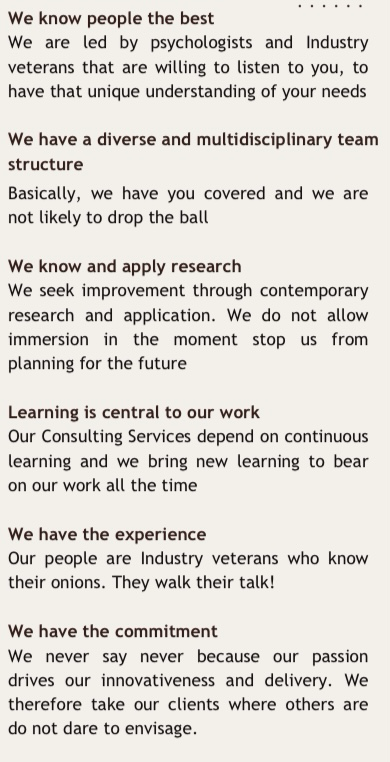 We know people the best
We are led by psychologists and Industry
veterans that are willing to listen to you, to
have that unique understanding of your needs
We have a diverse and multidisciplinary team
structure
Basically, we have you covered and we are
not likely to drop the ball
We know and apply research
We seek improvement through contemporary
research and application. We do not allow
immersion in the moment stop us from
planning for the future
Learning is central to our work
Our Consulting Services depend on continuous
learning and we bring new learning to bear
on our work all the time
We have the experience
Our people are Industry veterans who know
their onions. They walk their talk!
We have the commitment
We never say never because our passion
drives our innovativeness and delivery. We
therefore take our clients where others are
do not dare to envisage.